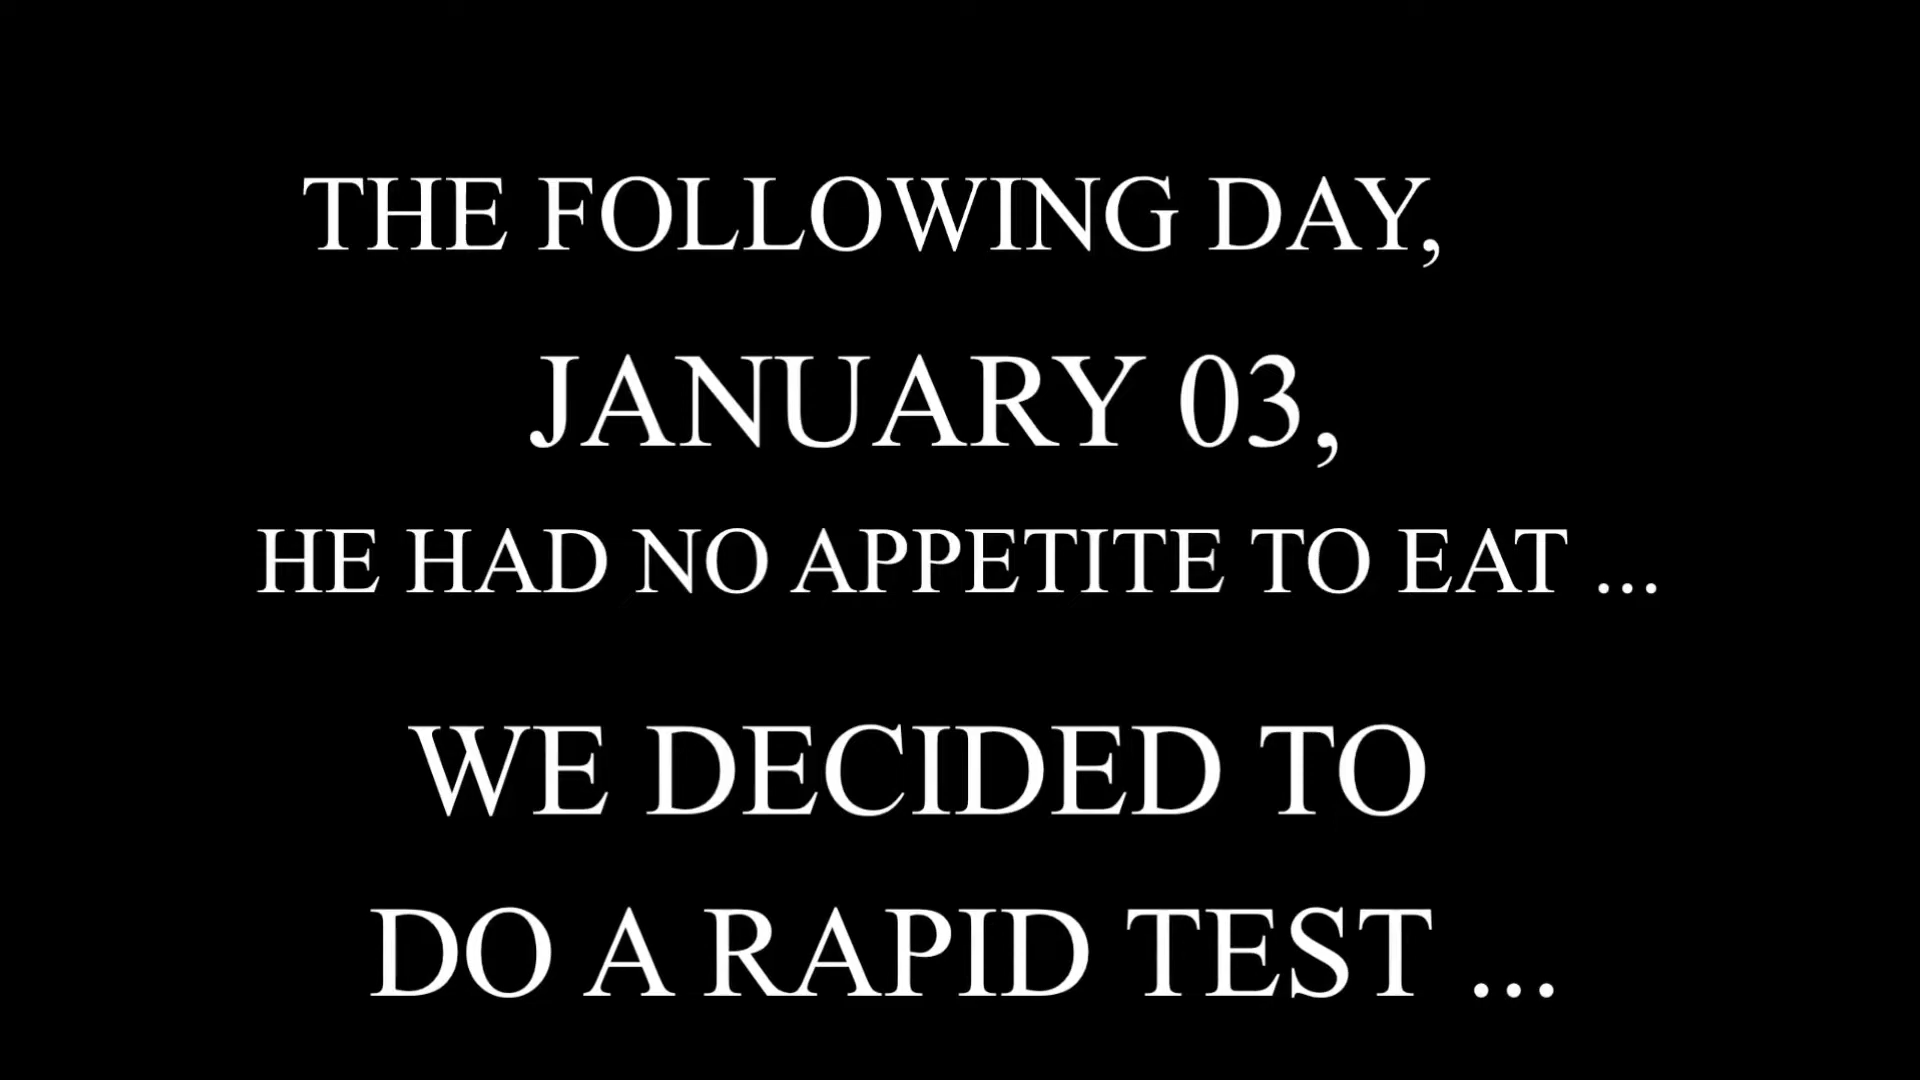 THE FOLLOWING DAY,
JANUARY 03,
HE HAD NO APPETITE TO EAT ...
WE DECIDED TO
DO A RAPID TEST ...